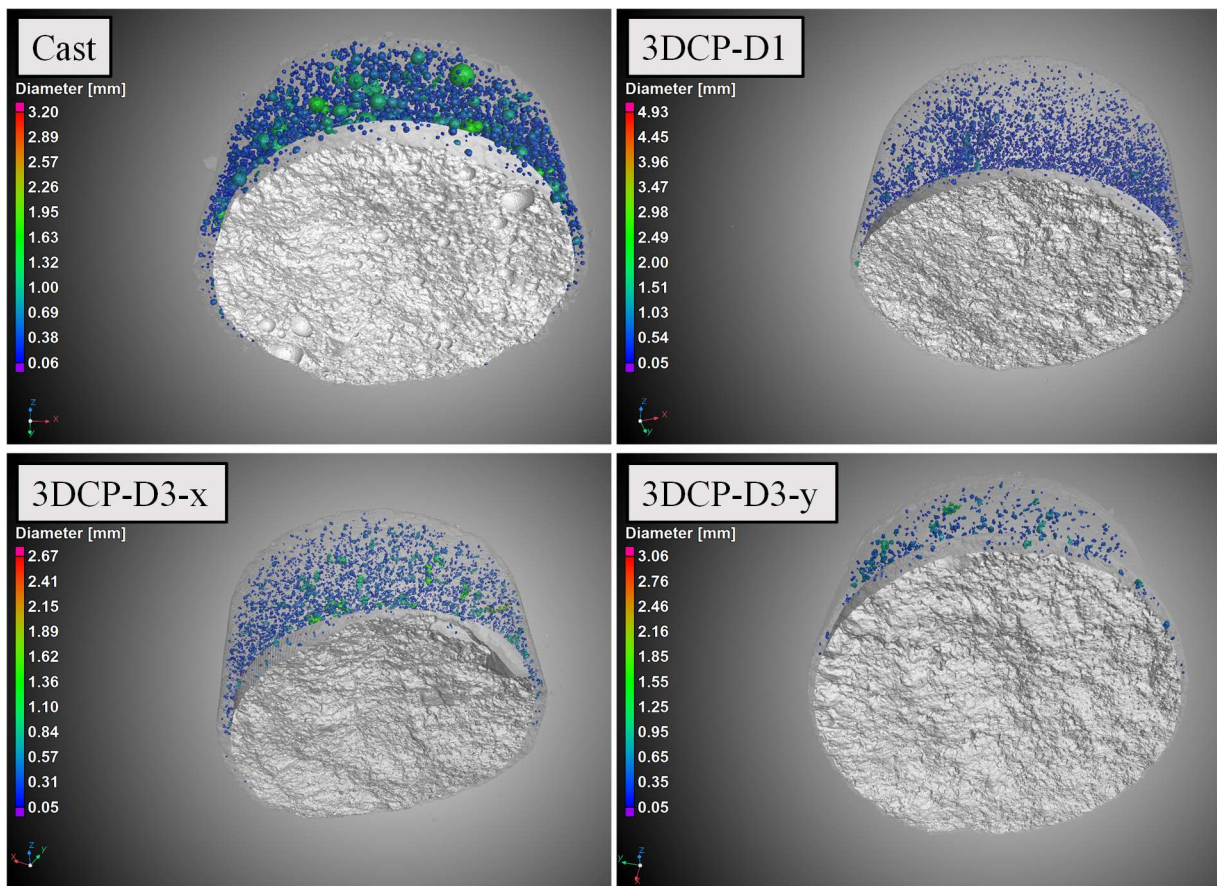 Cast
Diameter [mm]
3.20
2.89
2.57
2.26
1.95
1.63
1.32
1.00
0.69
0.38
0.06
z
x
y
3DCP-D1
Diameter [mm]
4.93
4.45
3.96
3.47
2.98
2.49
2.00
1.51
1.03
0.54
0.05
z
x
y
3DCP-D3-x
Diameter [mm]
2.67
2.41
2.15
1.89
1.62
1.36
1.10
0.84
0.57
0.31
0.05
z
x
y
3DCP-D3-y
Diameter [mm]
3.06
2.76
2.46
2.16
1.85
1.55
1.25
0.95
0.65
0.35
0.05
z
y
x